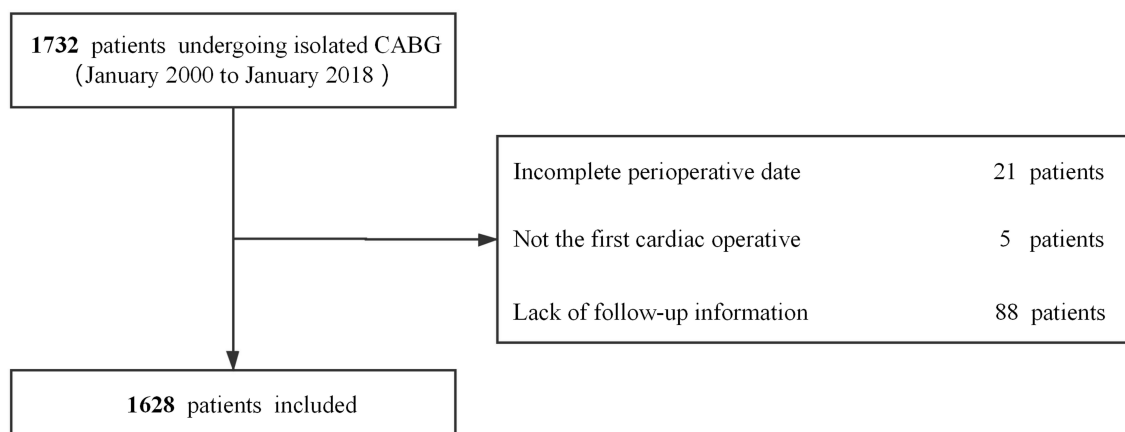 1732 patients undergoing isolated CABG
(January 2000 to January 2018 )
Incomplete perioperative date 21 patients
Not the first cardiac operative 5 patients
Lack of follow-up information 88 patients
1628 patients included